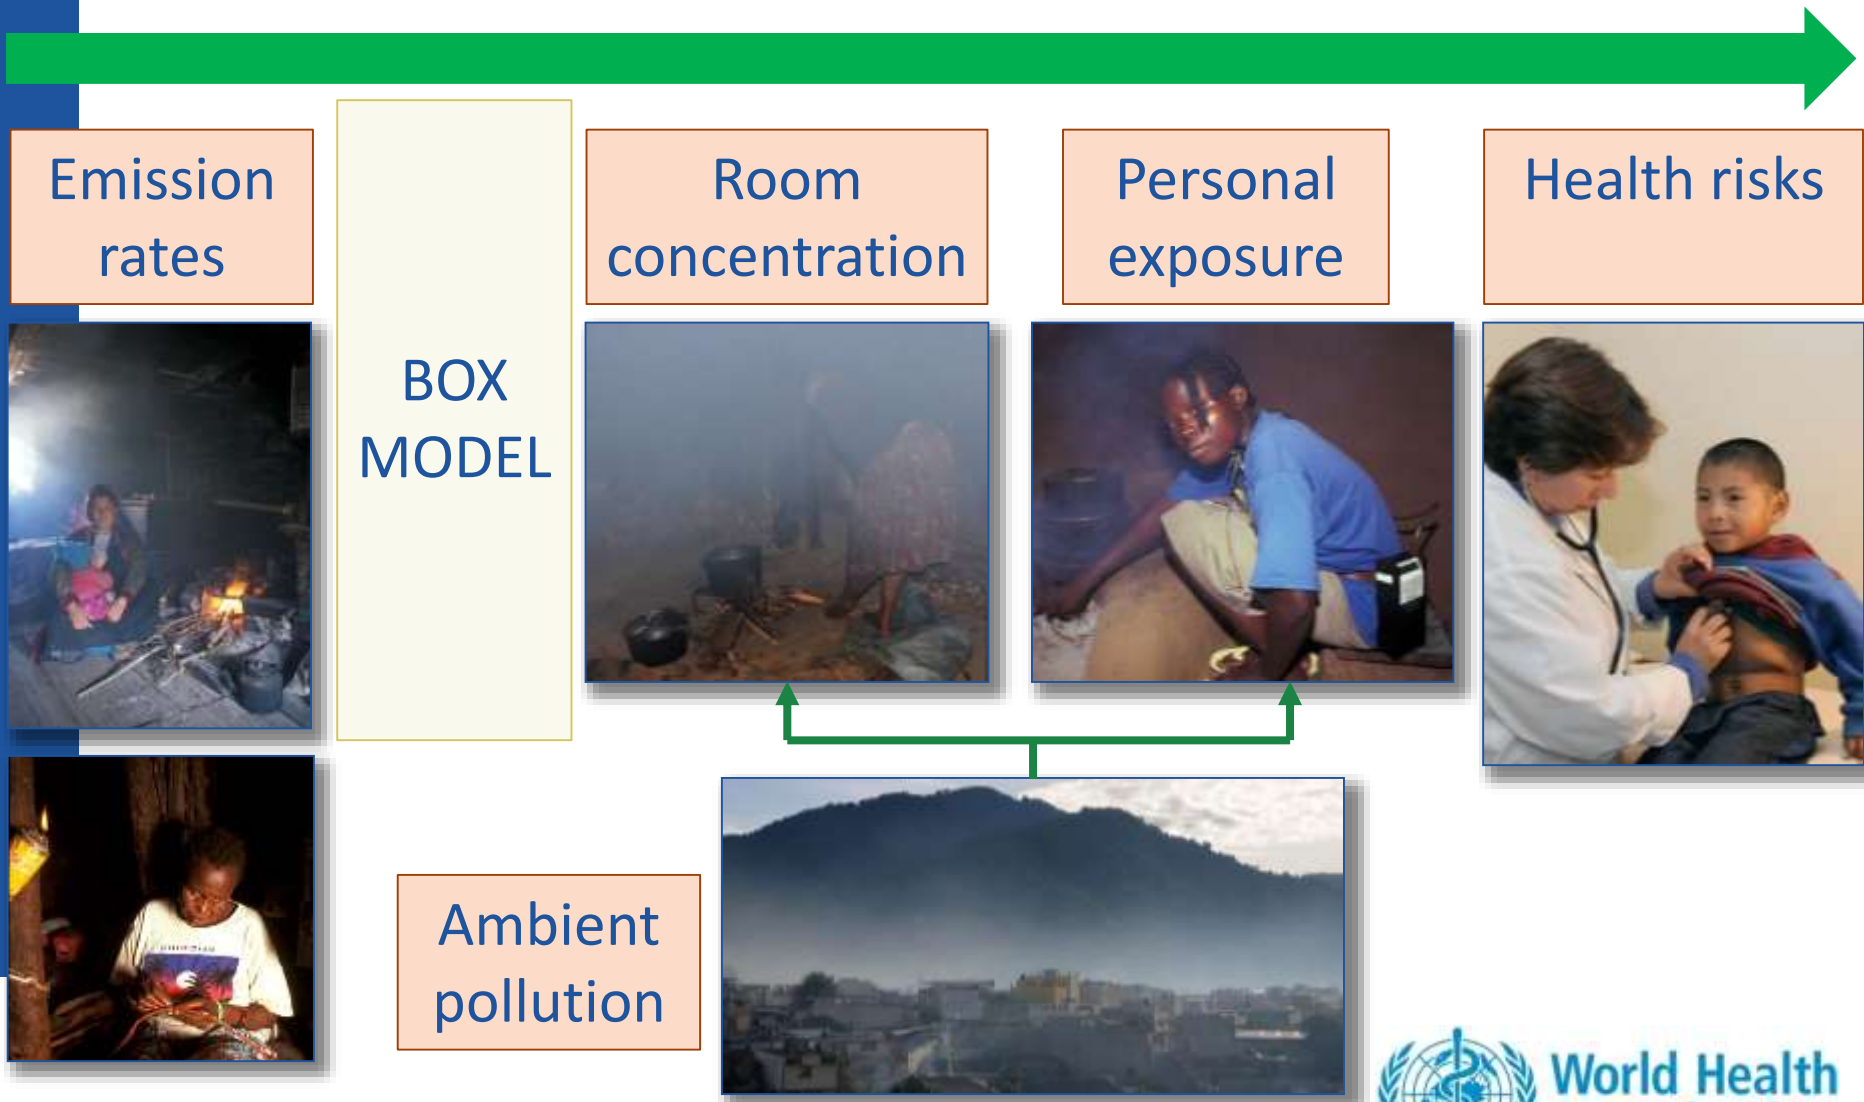 Emission
rates
BOX
MODEL
Room
concentration
Personal
exposure
Health risks
Ambient
pollution
World Health